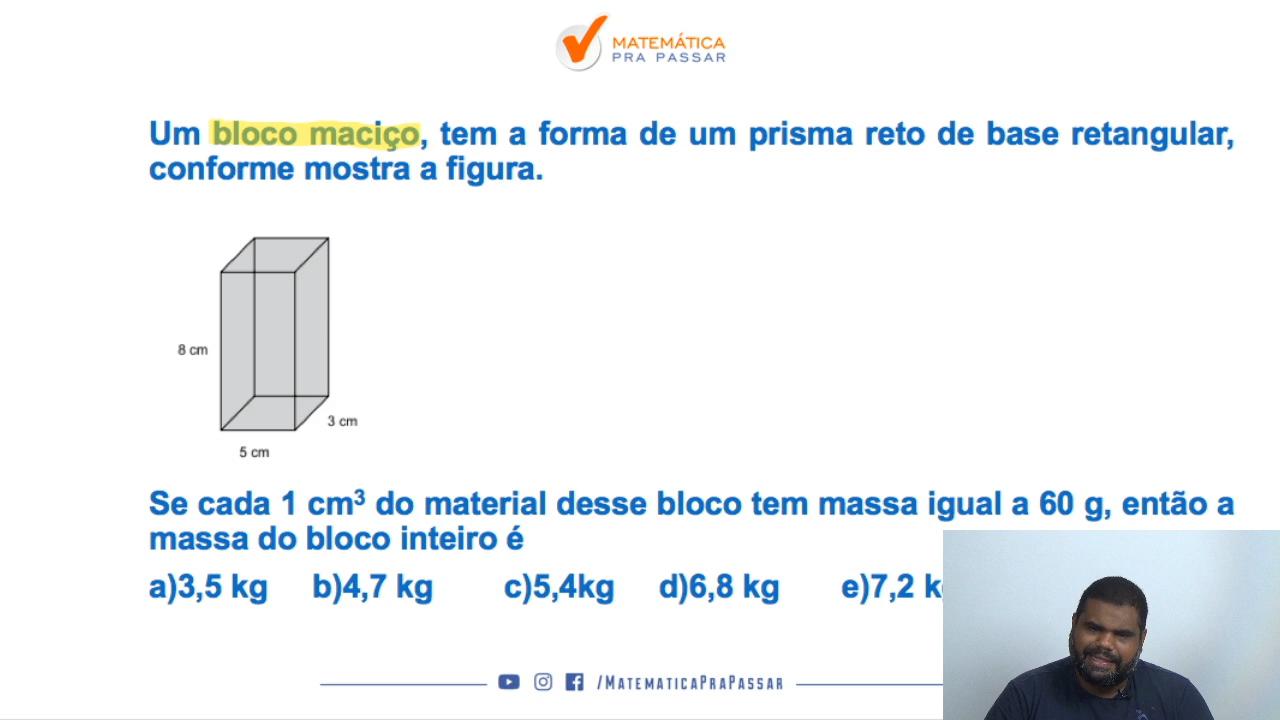 MATEMÁTICA
PRA PASSAR
Um bloco maciço, tem a forma de um prisma reto de base retangular,
conforme mostra a figura.
8 cm
3 cm
5 cm
Se cada 1 cm³ do material desse bloco tem massa igual a 60 g, então a
massa do bloco inteiro é
a)3,5 kg b)4,7 kg c)5,4kg d)6,8 kg e)7,2 k
/MATEMATICAPRAPASSAR